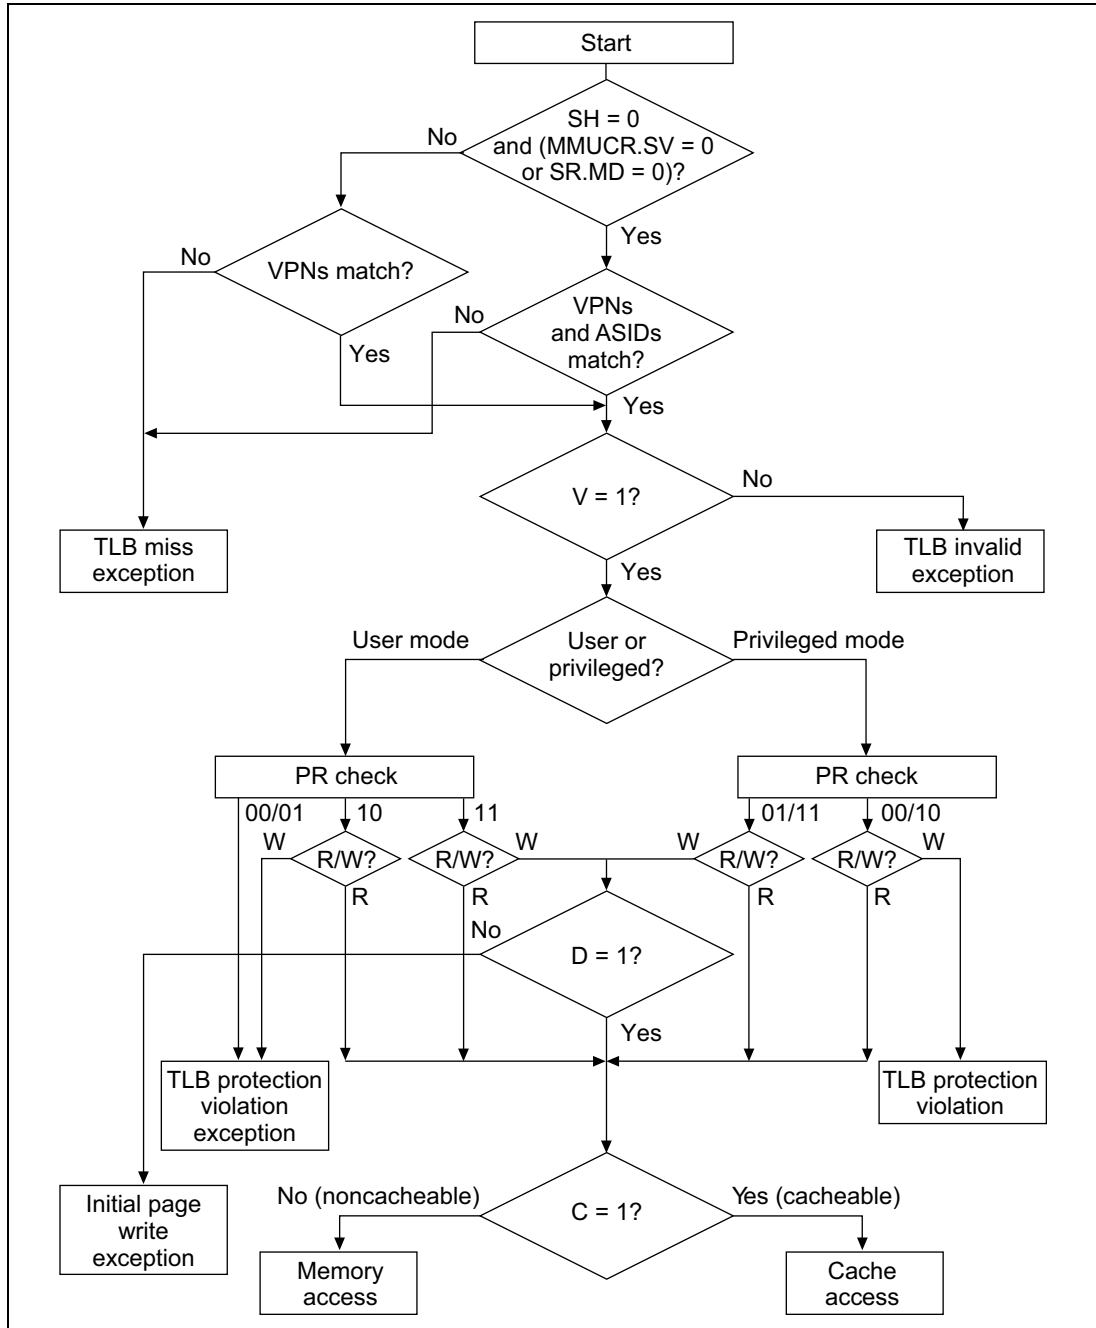 Start
SH = 0
and (MMUCR.SV = 0
or SR.MD = 0)?
No
Yes
VPNs match?
No
Yes
VPNs
and ASIDs
match?
No
Yes
V = 1?
No
Yes
TLB miss
exception
TLB invalid
exception
User mode
User or
privileged?
Privileged mode
PR check
PR check
00/01
10
11
01/11
00/10
W
R/W?
R
R/W?
W
R
W
R/W?
R
R/W?
W
R
No
D = 1?
Yes
TLB protection
violation
exception
TLB protection
violation
Initial page
write
exception
No (noncacheable)
C = 1?
Yes (cacheable)
Memory
access
Cache
access